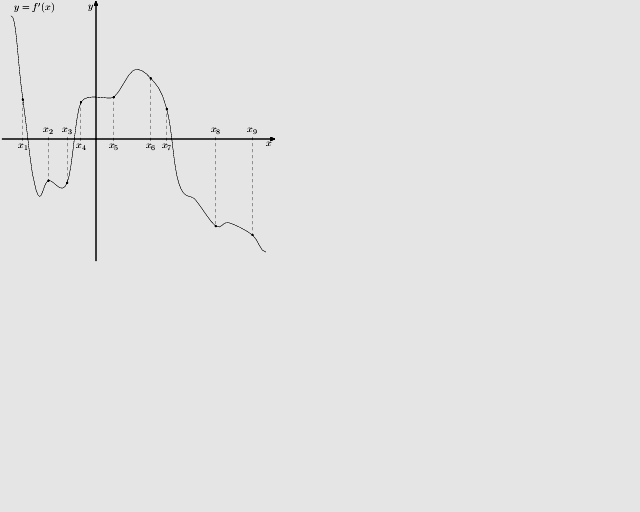 y = f′(x)
y
x₂ x₃ x₈ x₉
x₁ x₄ x₅ x₆ x₇ x